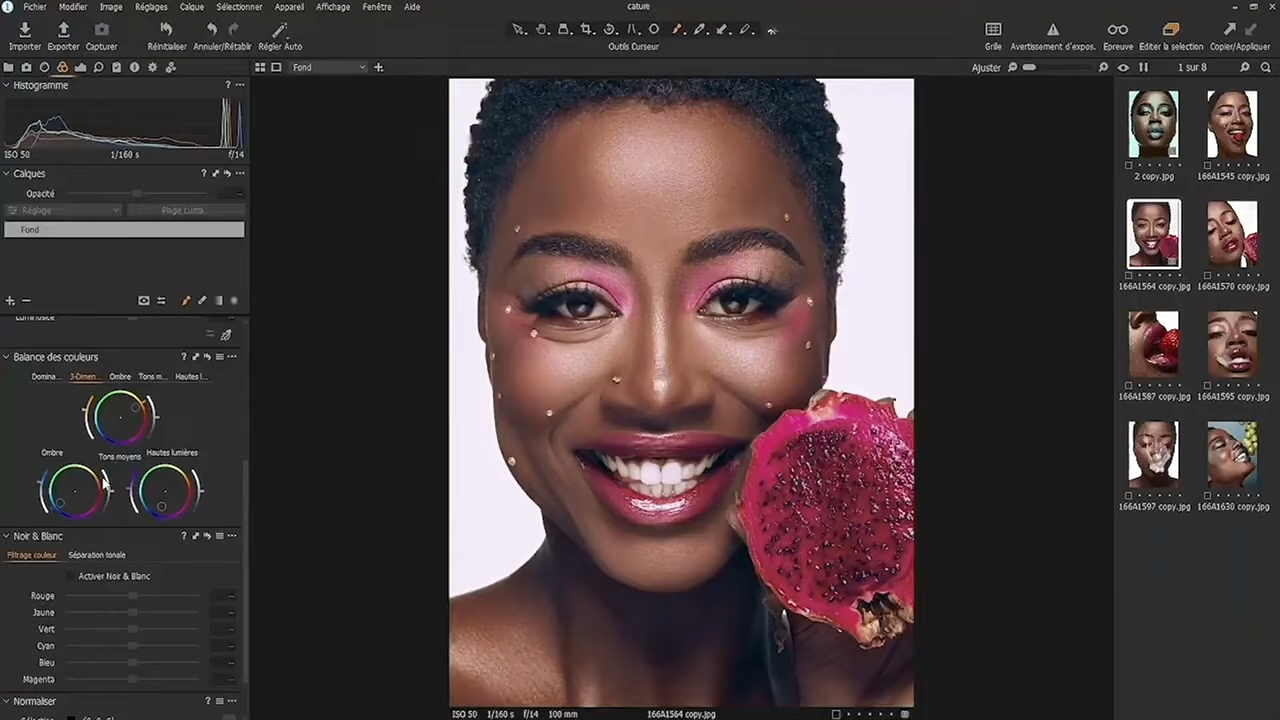 Fichier Modifier Image Réglages Calque Sélectionner Appareil Affichage Fenêtre Aide
cature
Importer Exporter Capturer Réinitialiser Annuler/Rétablir Régler Auto
Outils Curseur
Grille Avertissement d'expos. Epreuve Editer la sélection Copier/Appliquer
Fond
Ajuster
1 sur 8
Histogramme
ISO 50 1/160 s f/14
Calques
Opacité
Réglage Plage Luma...
Fond
Luminosité
Balance des couleurs
Domina... 3-Dimen... Ombre Tons m... Hautes l...
Ombre Tons moyens Hautes lumières
Noir & Blanc
Filtrage couleur Séparation tonale
Activer Noir & Blanc
Rouge
Jaune
Vert
Cyan
Bleu
Magenta
Normaliser
ISO 50 1/160 s f/14 100 mm 166A1564 copy.jpg
2 copy.jpg 166A1545 copy.jpg
166A1564 copy.jpg 166A1570 copy.jpg
166A1587 copy.jpg 166A1595 copy.jpg
166A1597 copy.jpg 166A1630 copy.jpg